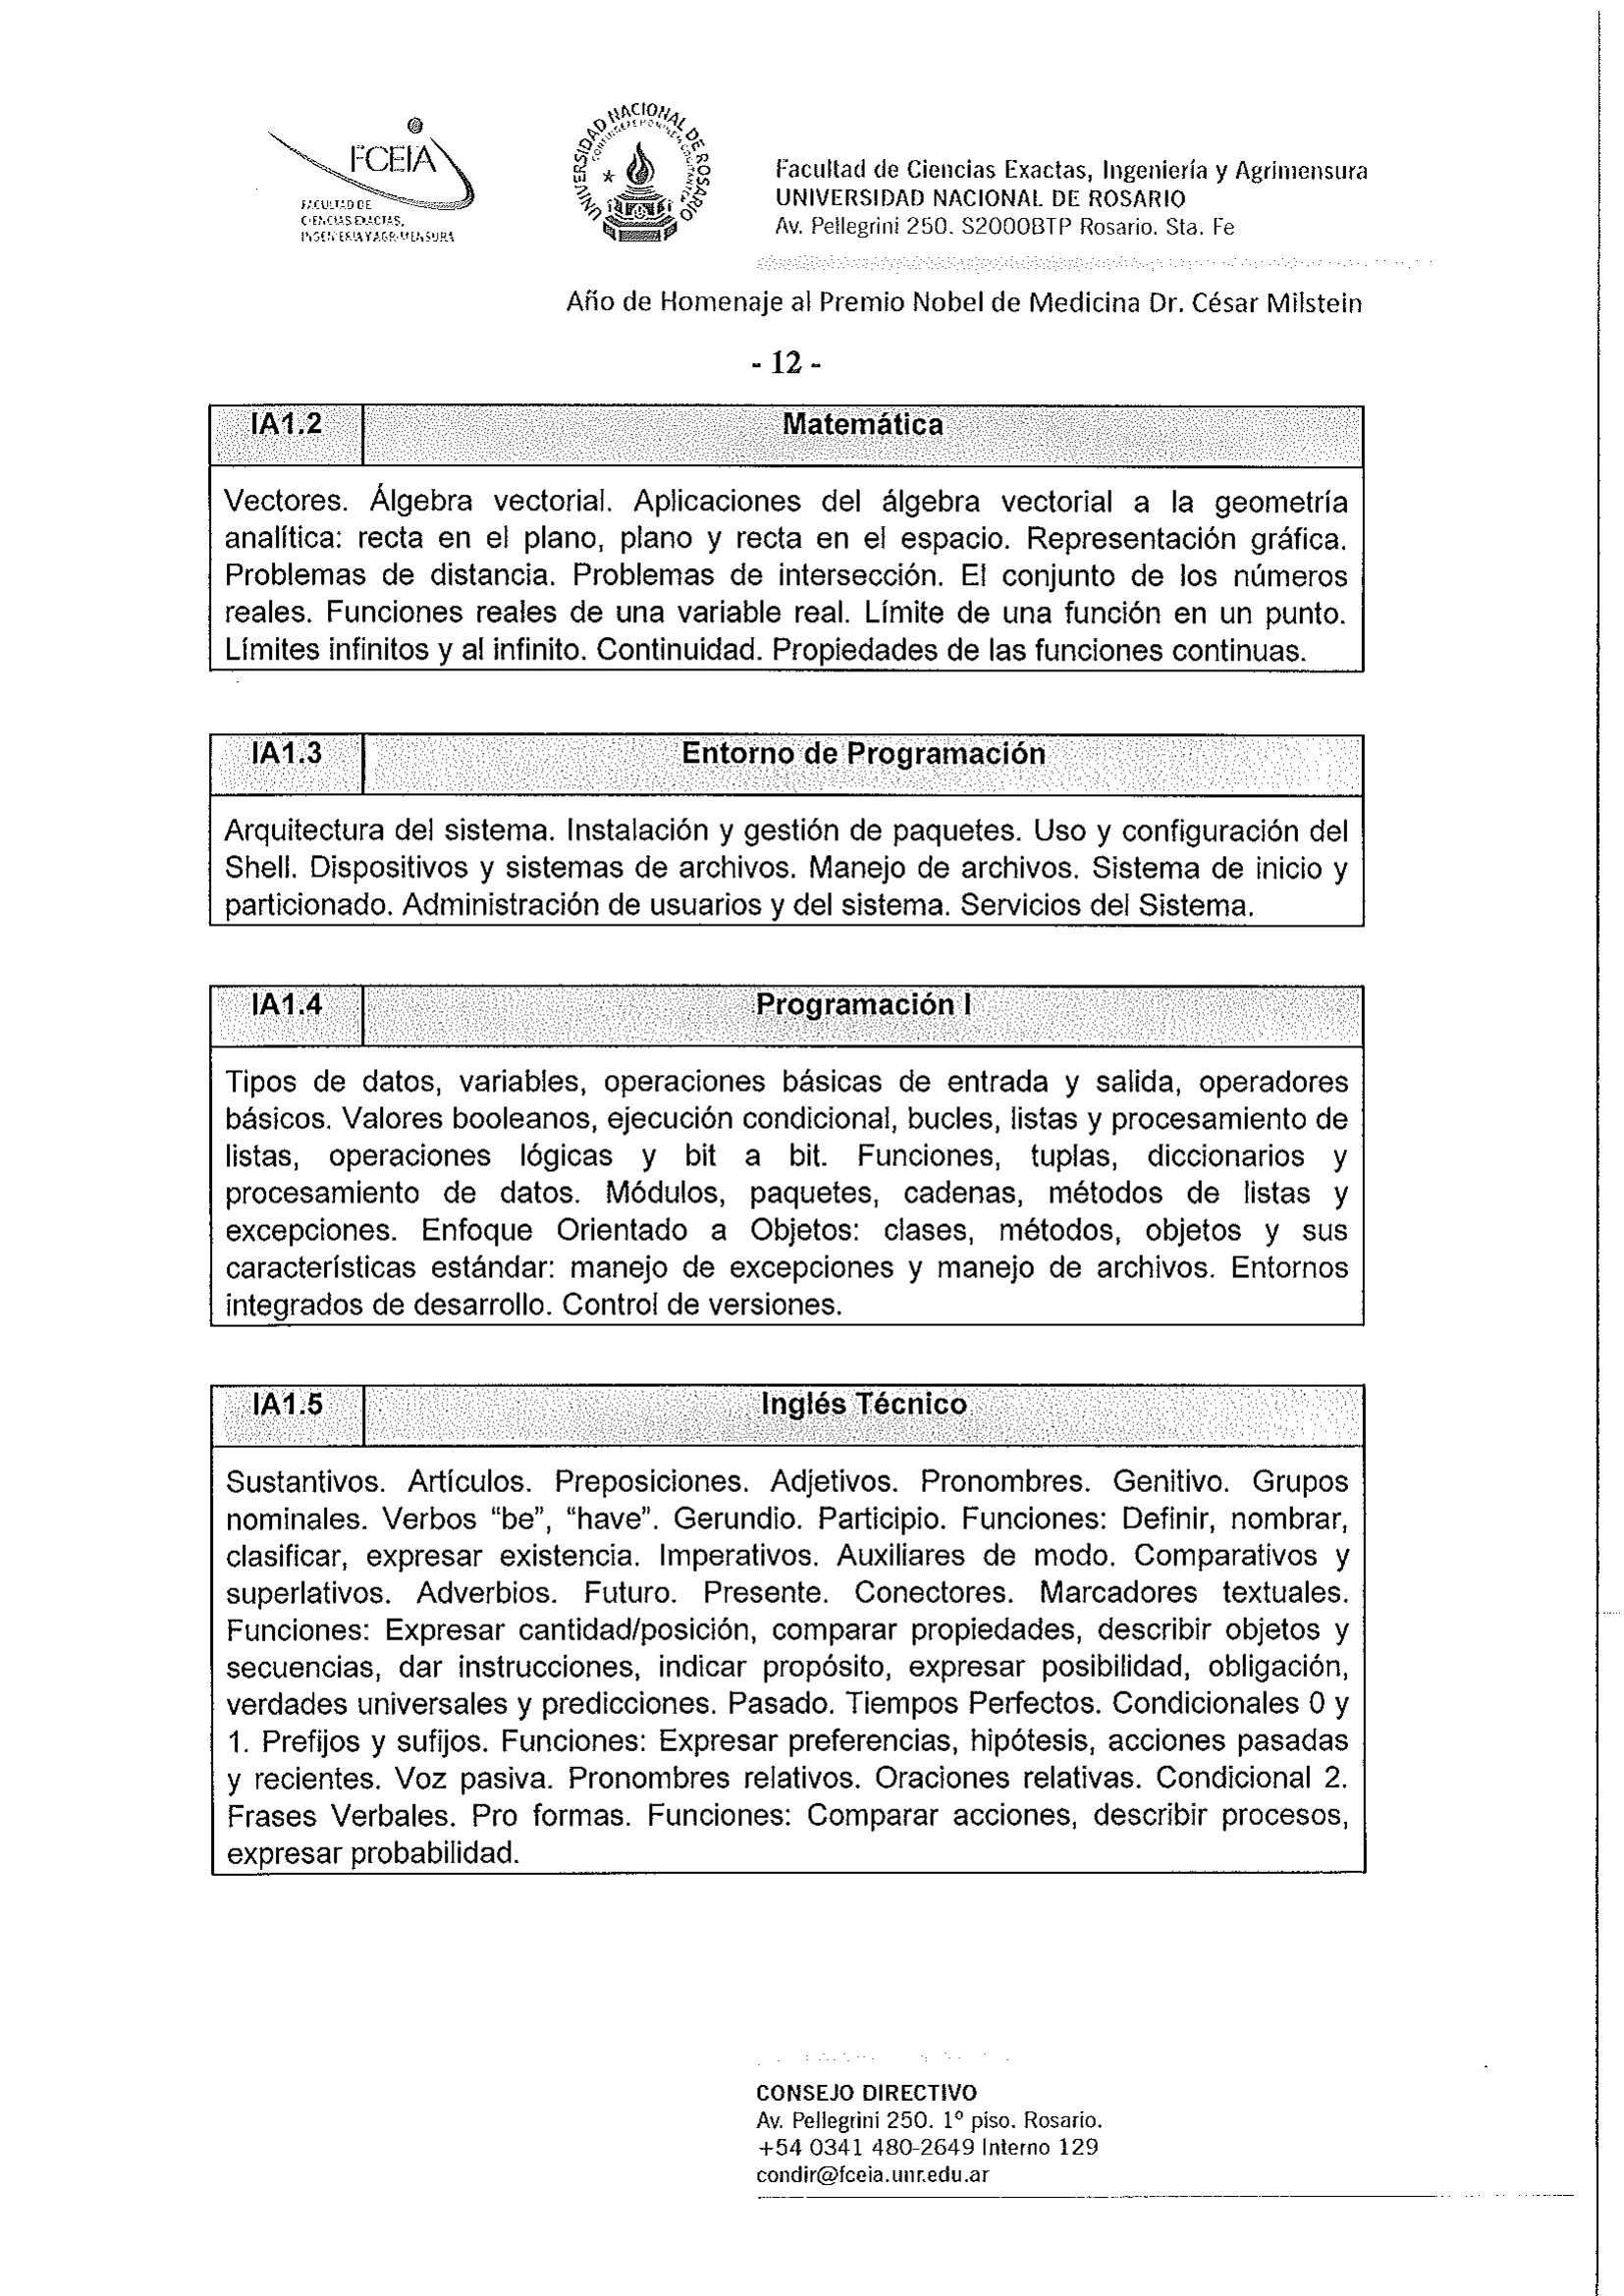 FCEIA
FACULTAD DE
CIENCIAS EXACTAS,
INGENIERIA Y AGRIMENSURA
UNIVERSIDAD NACIONAL DE ROSARIO
Facultad de Ciencias Exactas, Ingeniería y Agrimensura
UNIVERSIDAD NACIONAL DE ROSARIO
Av. Pellegrini 250. S2000BTP Rosario. Sta. Fe
Año de Homenaje al Premio Nobel de Medicina Dr. César Milstein
- 12 -
IA1.2 Matemática
Vectores. Álgebra vectorial. Aplicaciones del álgebra vectorial a la geometría
analítica: recta en el plano, plano y recta en el espacio. Representación gráfica.
Problemas de distancia. Problemas de intersección. El conjunto de los números
reales. Funciones reales de una variable real. Límite de una función en un punto.
Límites infinitos y al infinito. Continuidad. Propiedades de las funciones continuas.
IA1.3 Entorno de Programación
Arquitectura del sistema. Instalación y gestión de paquetes. Uso y configuración del
Shell. Dispositivos y sistemas de archivos. Manejo de archivos. Sistema de inicio y
particionado. Administración de usuarios y del sistema. Servicios del Sistema.
IA1.4 Programación I
Tipos de datos, variables, operaciones básicas de entrada y salida, operadores
básicos. Valores booleanos, ejecución condicional, bucles, listas y procesamiento de
listas, operaciones lógicas y bit a bit. Funciones, tuplas, diccionarios y
procesamiento de datos. Módulos, paquetes, cadenas, métodos de listas y
excepciones. Enfoque Orientado a Objetos: clases, métodos, objetos y sus
características estándar: manejo de excepciones y manejo de archivos. Entornos
integrados de desarrollo. Control de versiones.
IA1.5 Inglés Técnico
Sustantivos. Artículos. Preposiciones. Adjetivos. Pronombres. Genitivo. Grupos
nominales. Verbos “be”, “have”. Gerundio. Participio. Funciones: Definir, nombrar,
clasificar, expresar existencia. Imperativos. Auxiliares de modo. Comparativos y
superlativos. Adverbios. Futuro. Presente. Conectores. Marcadores textuales.
Funciones: Expresar cantidad/posición, comparar propiedades, describir objetos y
secuencias, dar instrucciones, indicar propósito, expresar posibilidad, obligación,
verdades universales y predicciones. Pasado. Tiempos Perfectos. Condicionales 0 y
1. Prefijos y sufijos. Funciones: Expresar preferencias, hipótesis, acciones pasadas
y recientes. Voz pasiva. Pronombres relativos. Oraciones relativas. Condicional 2.
Frases Verbales. Pro formas. Funciones: Comparar acciones, describir procesos,
expresar probabilidad.
CONSEJO DIRECTIVO
Av. Pellegrini 250. 1º piso. Rosario.
+54 0341 480-2649 Interno 129
condir@fceia.unr.edu.ar